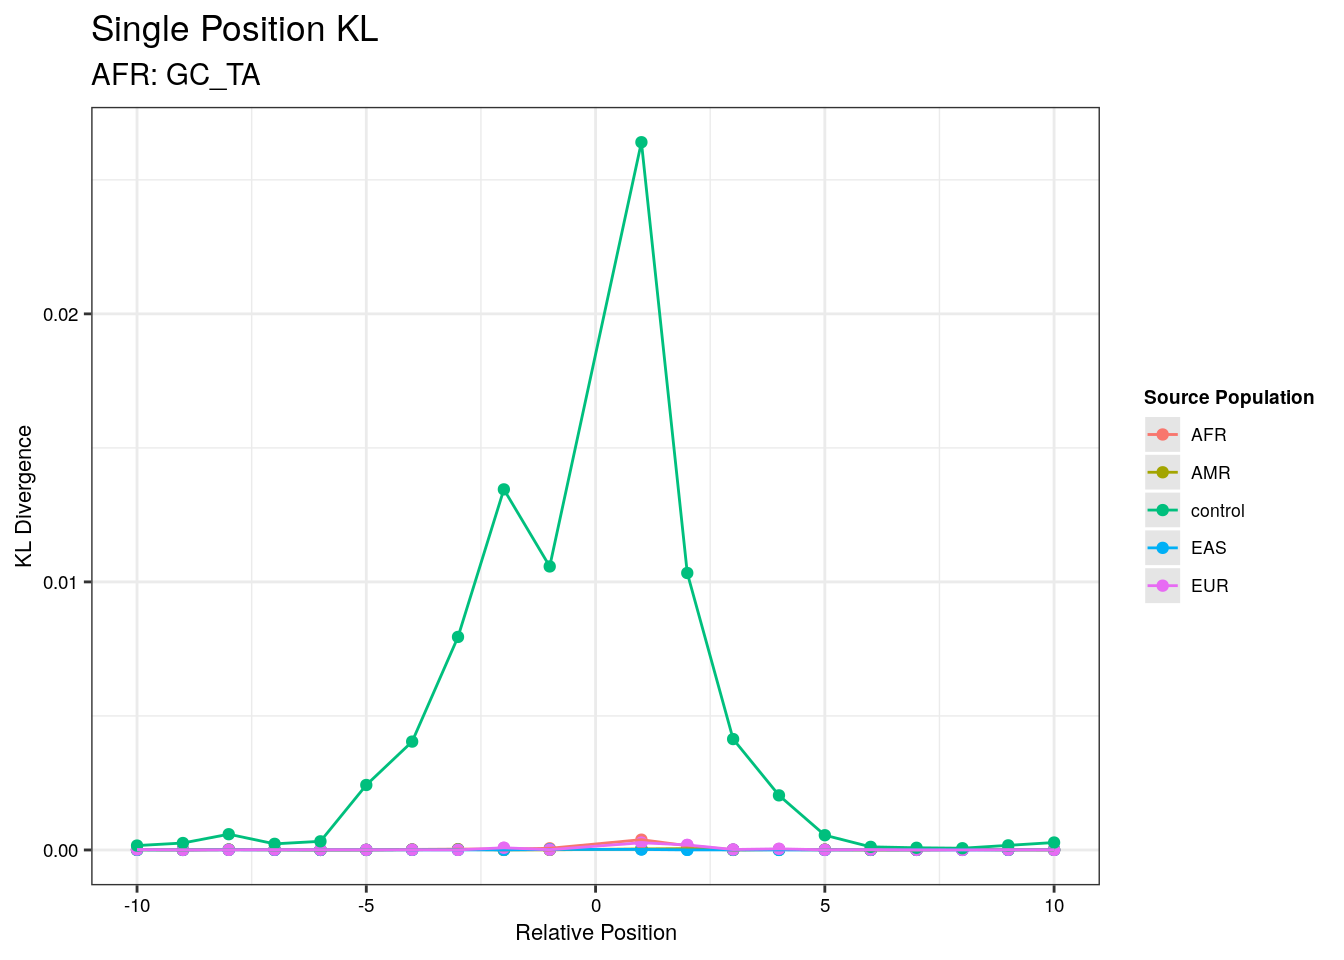 Single Position KL
AFR: GC_TA
KL Divergence
0.02
0.01
0.00
-10
-5
0
5
10
Relative Position
Source Population
AFR
AMR
control
EAS
EUR